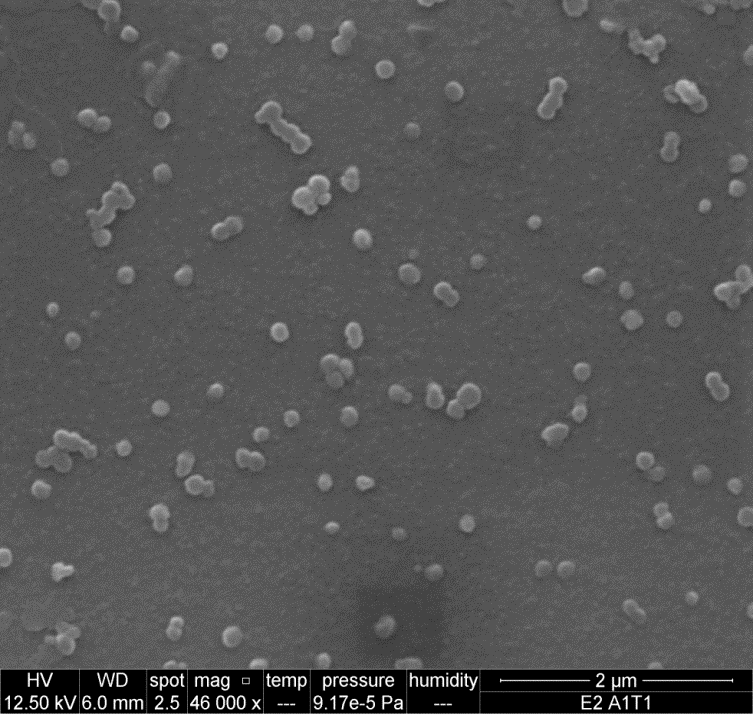 HV WD spot mag □ temp pressure humidity 2 µm
12.50 kV 6.0 mm 2.5 46 000 x --- 9.17e-5 Pa --- E2 A1T1